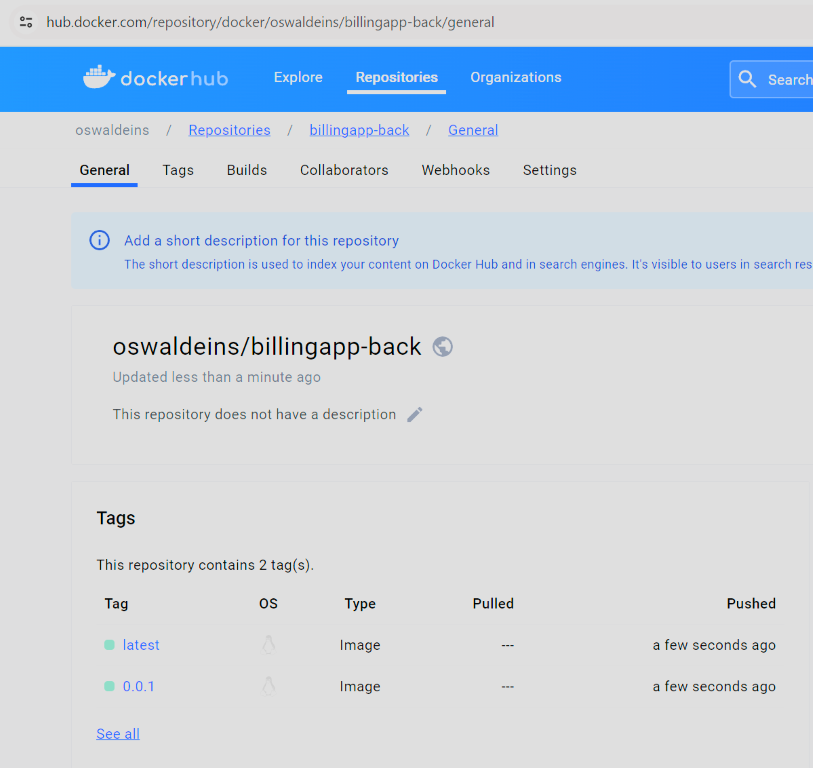 hub.docker.com/repository/docker/oswaldeins/billingapp-back/general
dockerhub Explore Repositories Organizations Search
oswaldeins / Repositories / billingapp-back / General
General Tags Builds Collaborators Webhooks Settings
Add a short description for this repository
The short description is used to index your content on Docker Hub and in search engines. It's visible to users in search res
oswaldeins/billingapp-back
Updated less than a minute ago
This repository does not have a description
Tags
This repository contains 2 tag(s).
Tag OS Type Pulled Pushed
latest Image --- a few seconds ago
0.0.1 Image --- a few seconds ago
See all